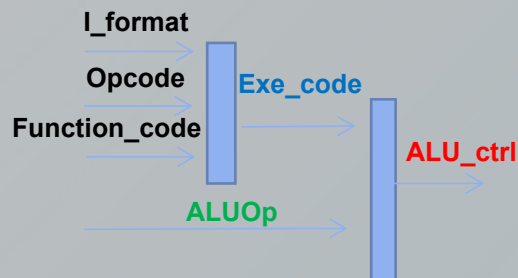 I_format
Opcode
Exe_code
Function_code
ALU_ctrl
ALUOp